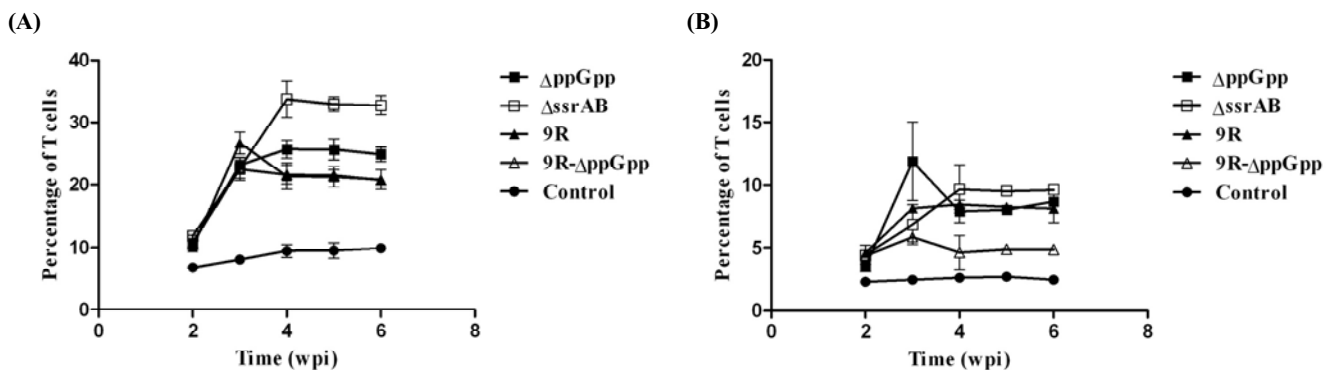 (A)
(B)
Percentage of T cells
40
30
20
10
0
0
2
4
6
8
Time (wpi)
ΔppGpp
ΔssrAB
9R
9R-ΔppGpp
Control
Percentage of T cells
20
15
10
5
0
0
2
4
6
8
Time (wpi)
ΔppGpp
ΔssrAB
9R
9R-ΔppGpp
Control